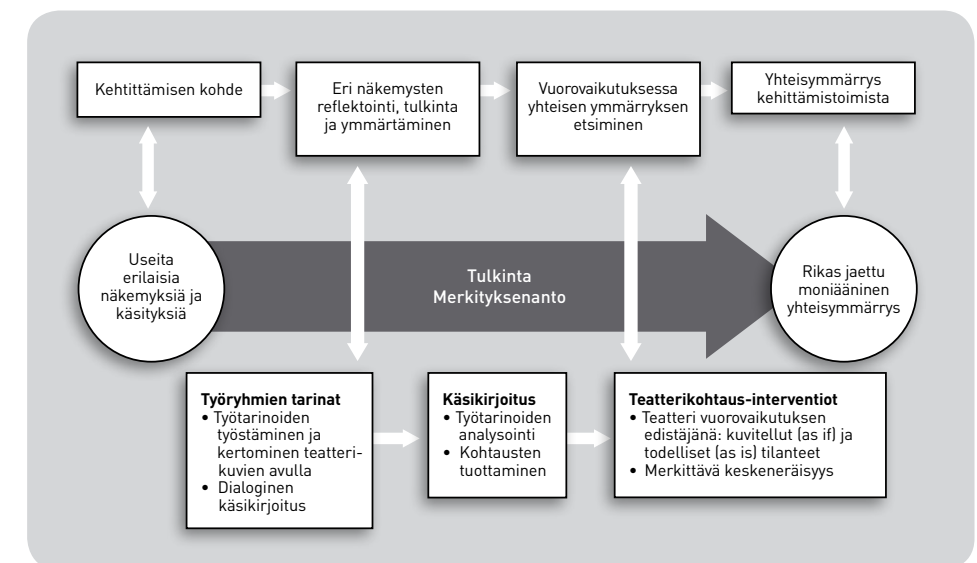 Kehtittämisen kohde
Eri näkemysten
reflektointi, tulkinta
ja ymmärtäminen
Vuorovaikutuksessa
yhteisen ymmärryksen
etsiminen
Yhteisymmärrys
kehittämistoimista
Useita
erilaisia
näkemyksiä ja
käsityksiä
Tulkinta
Merkityksenanto
Rikas jaettu
moniääninen
yhteisymmärrys
Työryhmien tarinat
• Työtarinoiden
työstäminen ja
kertominen teatteri-
kuvien avulla
• Dialoginen
käsikirjoitus
Käsikirjoitus
• Työtarinoiden
analysointi
• Kohtausten
tuottaminen
Teatterikohtaus-interventiot
• Teatteri vuorovaikutuksen
edistäjänä: kuvitellut (as if) ja
todelliset (as is) tilanteet
• Merkittävä keskeneräisyys